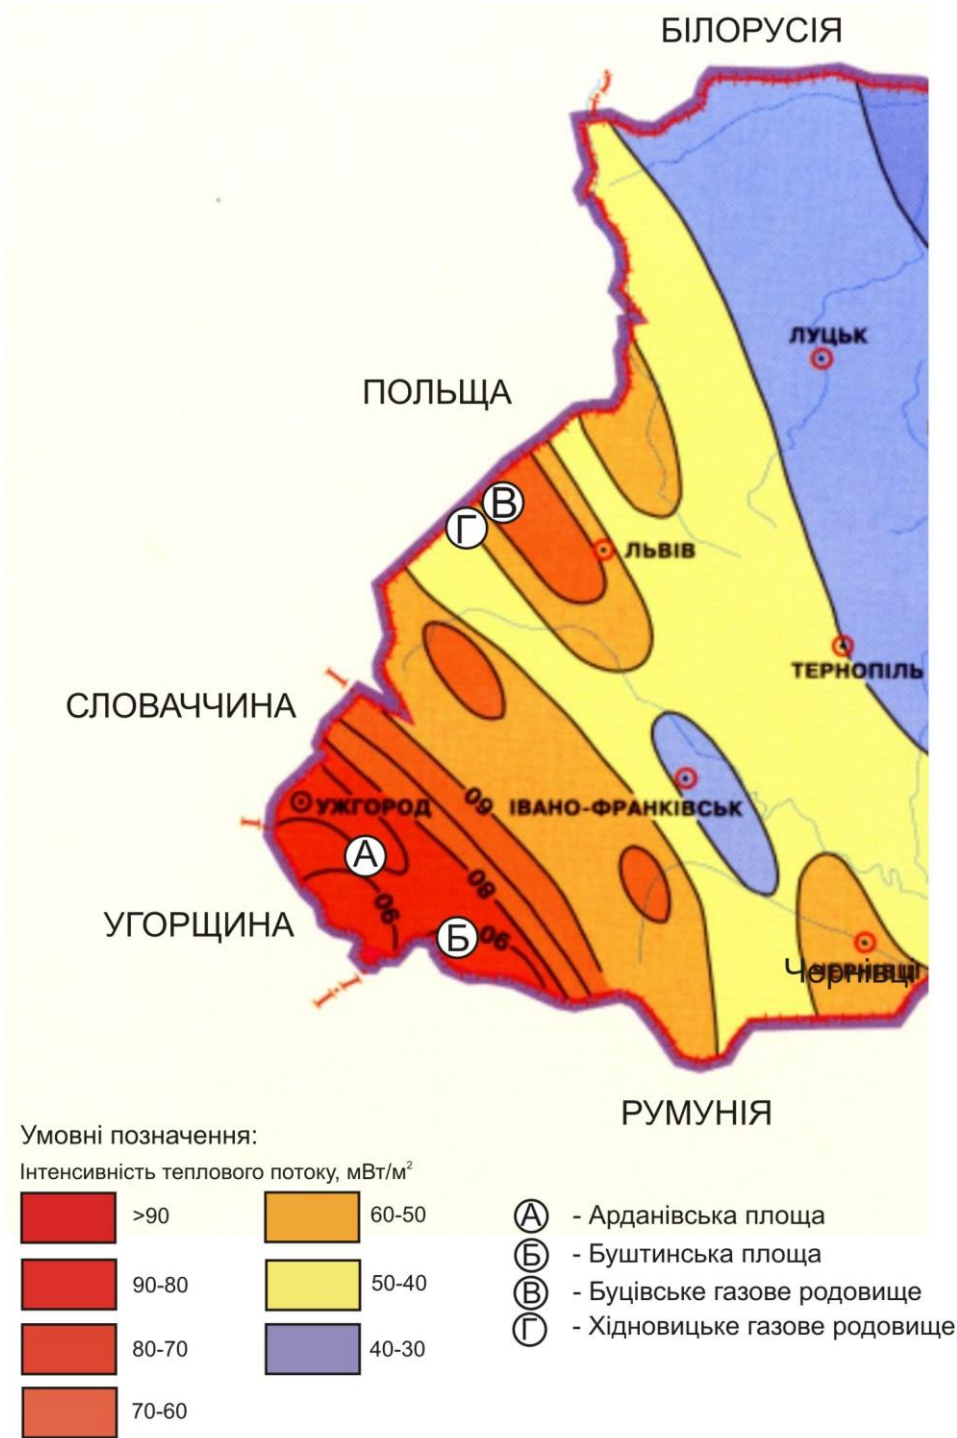 БІЛОРУСІЯ
ЛУЦЬК
ПОЛЬЩА
В
Г
ЛЬВІВ
ТЕРНОПІЛЬ
I
СЛОВАЧЧИНА
60
УЖГОРОД
ІВАНО-ФРАНКІВСЬК
I
А
80
90
УГОРЩИНА
Б
90
Чернівці
ЧЕРНІВЦІ
I-I
РУМУНІЯ
Умовні позначення:
Інтенсивність теплового потоку, мВт/м²
>90
60-50
90-80
50-40
80-70
40-30
70-60
А - Арданівська площа
Б - Буштинська площа
В - Буцівське газове родовище
Г - Хідновицьке газове родовище